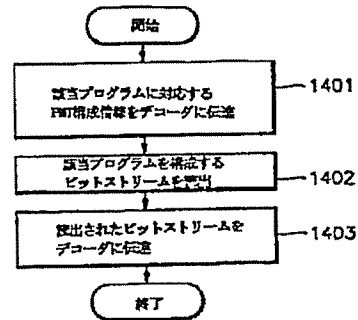 開始
該当プログラムに対応する
PMT構成情報をデコーダに伝達
1401
該当プログラムを構成する
ビットストリームを検出
1402
検出されたビットストリームを
デコーダに伝達
1403
終了